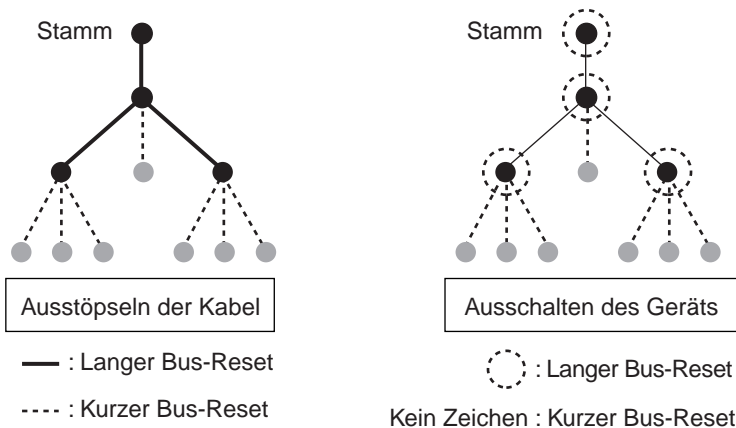 Stamm
Ausstöpseln der Kabel
: Langer Bus-Reset
: Kurzer Bus-Reset
Stamm
Ausschalten des Geräts
: Langer Bus-Reset
Kein Zeichen : Kurzer Bus-Reset